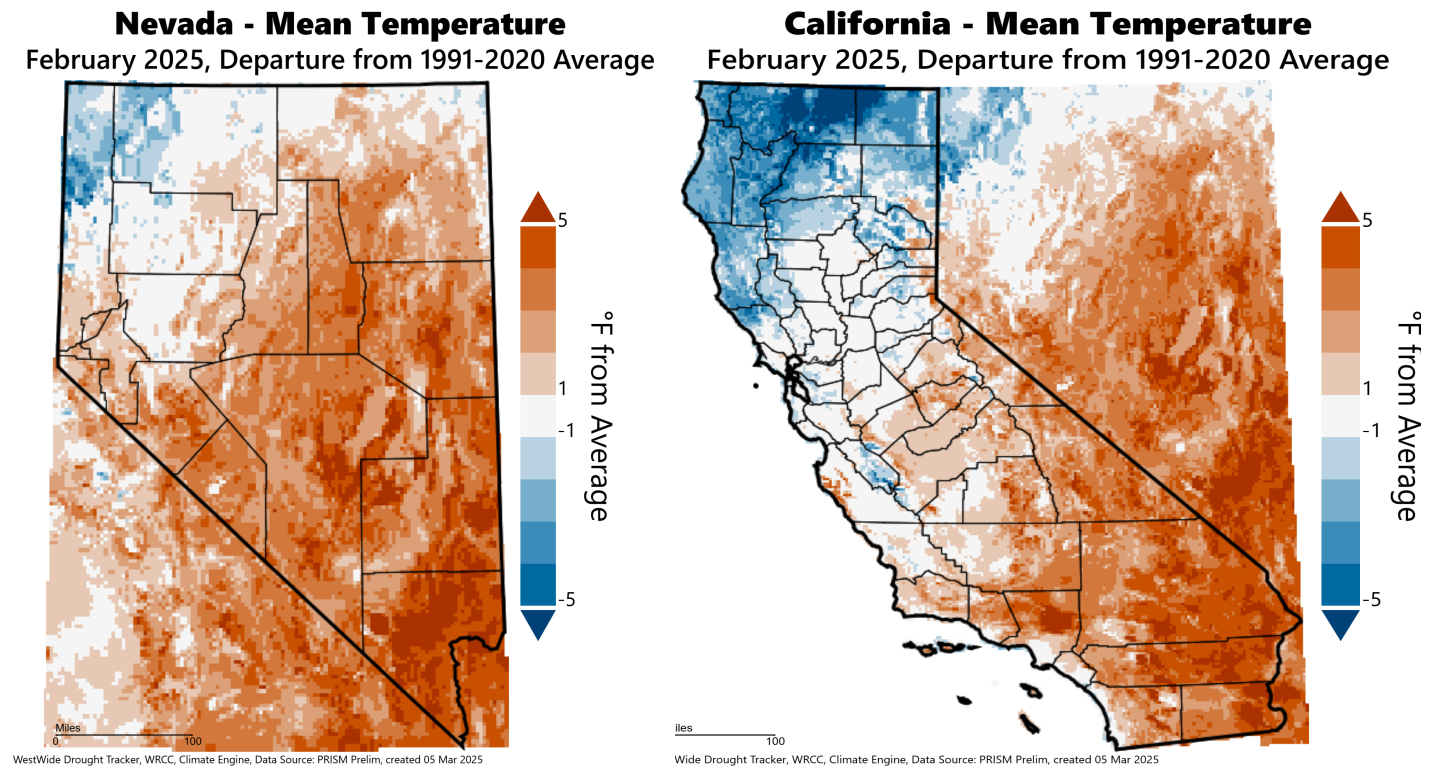 Nevada - Mean Temperature
February 2025, Departure from 1991-2020 Average
5
1
-1
-5
°F from Average
Miles
0
100
WestWide Drought Tracker, WRCC, Climate Engine, Data Source: PRISM Prelim, created 05 Mar 2025
California - Mean Temperature
February 2025, Departure from 1991-2020 Average
5
1
-1
-5
°F from Average
iles
100
Wide Drought Tracker, WRCC, Climate Engine, Data Source: PRISM Prelim, created 05 Mar 2025